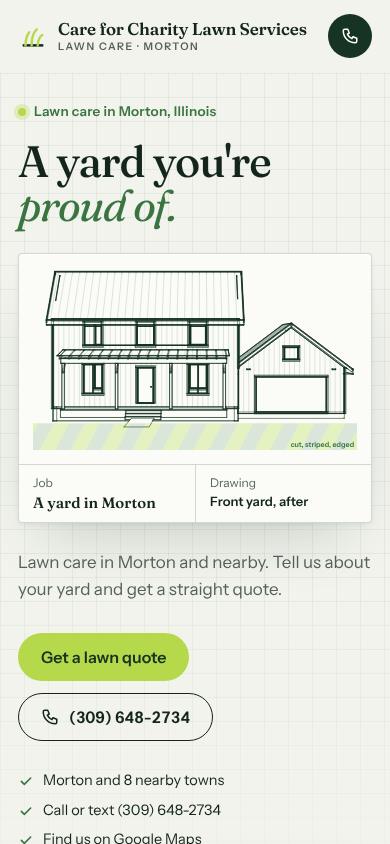 Care for Charity Lawn Services
LAWN CARE · MORTON
Lawn care in Morton, Illinois
A yard you're
proud of.
cut, striped, edged
Job
A yard in Morton
Drawing
Front yard, after
Lawn care in Morton and nearby. Tell us about
your yard and get a straight quote.
Get a lawn quote
(309) 648-2734
Morton and 8 nearby towns
Call or text (309) 648-2734
Find us on Google Maps